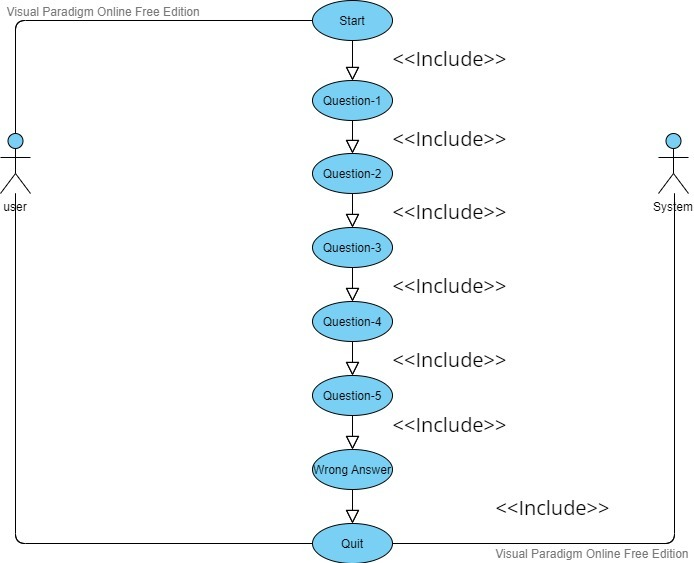 Visual Paradigm Online Free Edition
Start
<<Include>>
Question-1
<<Include>>
Question-2
user
System
<<Include>>
Question-3
<<Include>>
Question-4
<<Include>>
Question-5
<<Include>>
Wrong Answer
<<Include>>
Quit
Visual Paradigm Online Free Edition